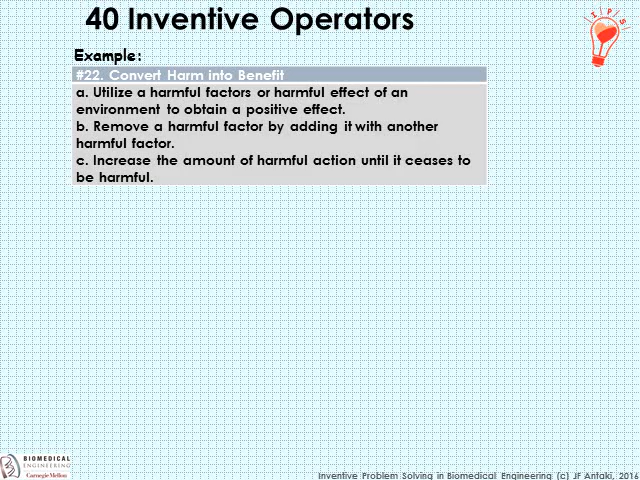 40 Inventive Operators
I P S
Example:
#22. Convert Harm into Benefit
a. Utilize a harmful factors or harmful effect of an
environment to obtain a positive effect.
b. Remove a harmful factor by adding it with another
harmful factor.
c. Increase the amount of harmful action until it ceases to
be harmful.
BIOMEDICAL
ENGINEERING
Carnegie Mellon
Inventive Problem Solving in Biomedical Engineering (c) JF Antaki, 2016